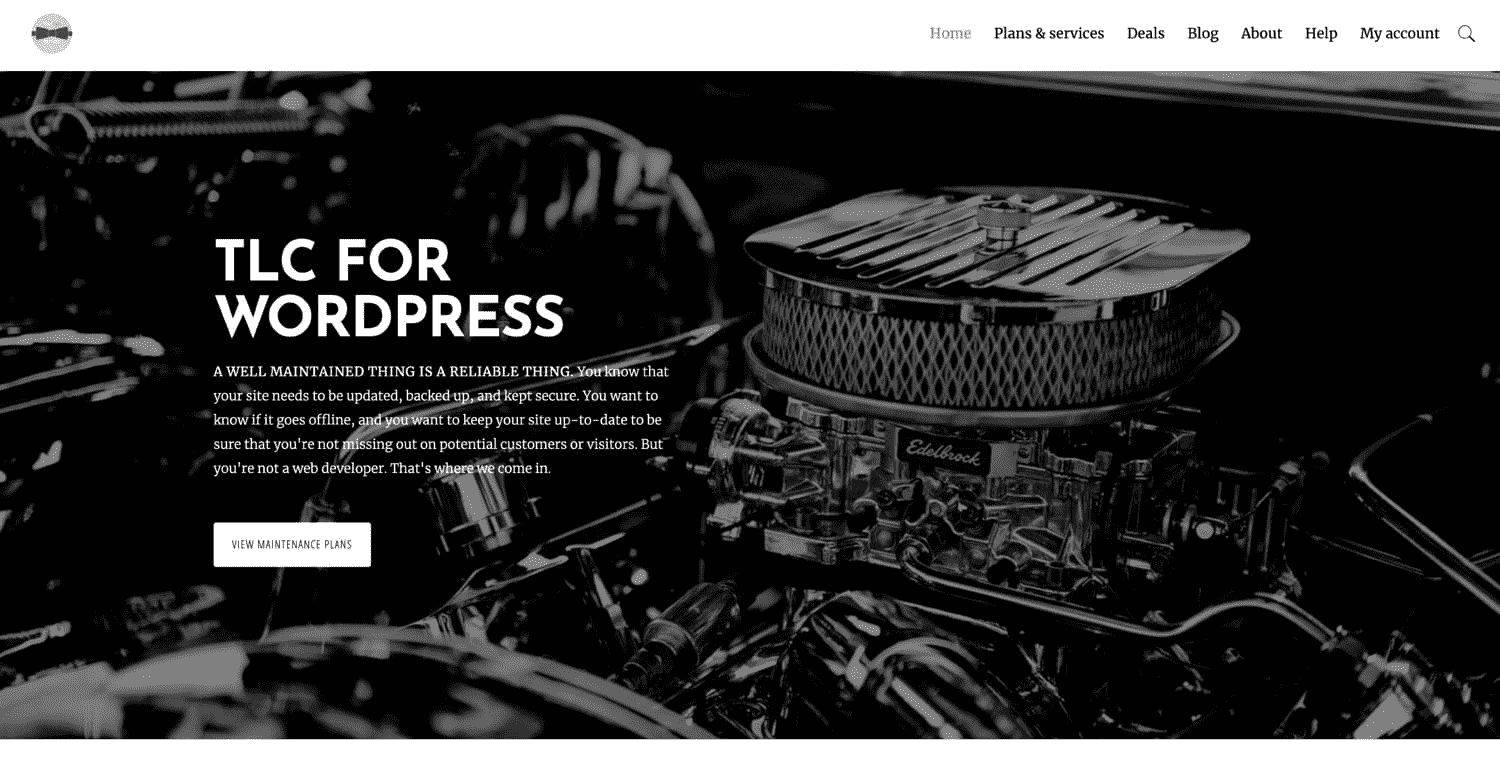 Home Plans & services Deals Blog About Help My account
TLC FOR
WORDPRESS
A WELL MAINTAINED THING IS A RELIABLE THING. You know that
your site needs to be updated, backed up, and kept secure. You want to
know if it goes offline, and you want to keep your site up-to-date to be
sure that you're not missing out on potential customers or visitors. But
you're not a web developer. That's where we come in.
Edelbrock
VIEW MAINTENANCE PLANS